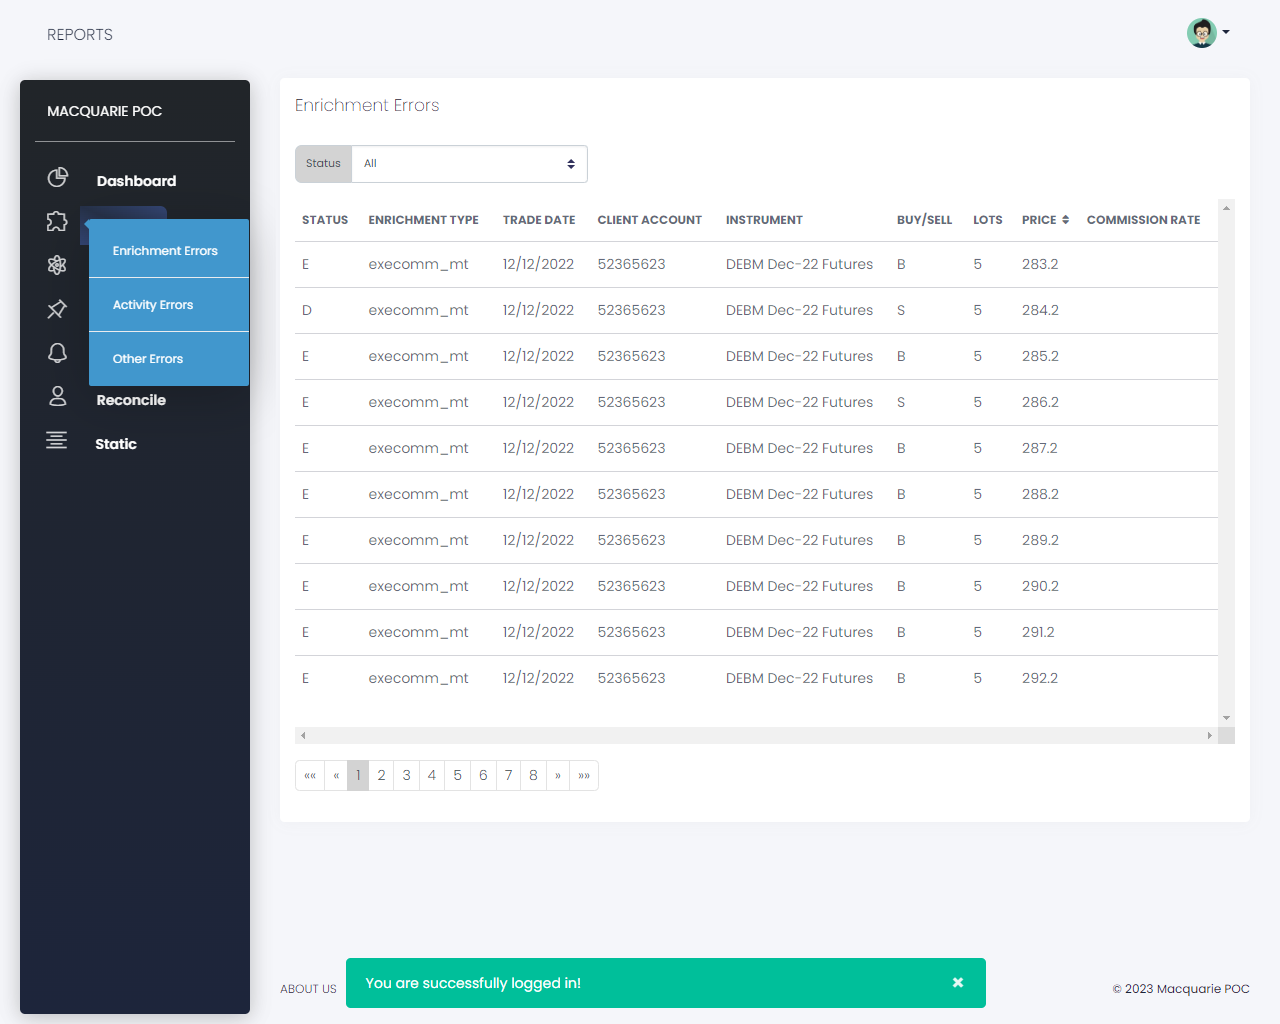 REPORTS
MACQUARIE POC
Dashboard
Enrichment Errors
Activity Errors
Other Errors
Reconcile
Static
Enrichment Errors
Status All
STATUS ENRICHMENT TYPE TRADE DATE CLIENT ACCOUNT INSTRUMENT BUY/SELL LOTS PRICE COMMISSION RATE
E execomm_mt 12/12/2022 52365623 DEBM Dec-22 Futures B 5 283.2
D execomm_mt 12/12/2022 52365623 DEBM Dec-22 Futures S 5 284.2
E execomm_mt 12/12/2022 52365623 DEBM Dec-22 Futures B 5 285.2
E execomm_mt 12/12/2022 52365623 DEBM Dec-22 Futures S 5 286.2
E execomm_mt 12/12/2022 52365623 DEBM Dec-22 Futures B 5 287.2
E execomm_mt 12/12/2022 52365623 DEBM Dec-22 Futures B 5 288.2
E execomm_mt 12/12/2022 52365623 DEBM Dec-22 Futures B 5 289.2
E execomm_mt 12/12/2022 52365623 DEBM Dec-22 Futures B 5 290.2
E execomm_mt 12/12/2022 52365623 DEBM Dec-22 Futures B 5 291.2
E execomm_mt 12/12/2022 52365623 DEBM Dec-22 Futures B 5 292.2
«« « 1 2 3 4 5 6 7 8 » »»
You are successfully logged in!
ABOUT US
© 2023 Macquarie POC